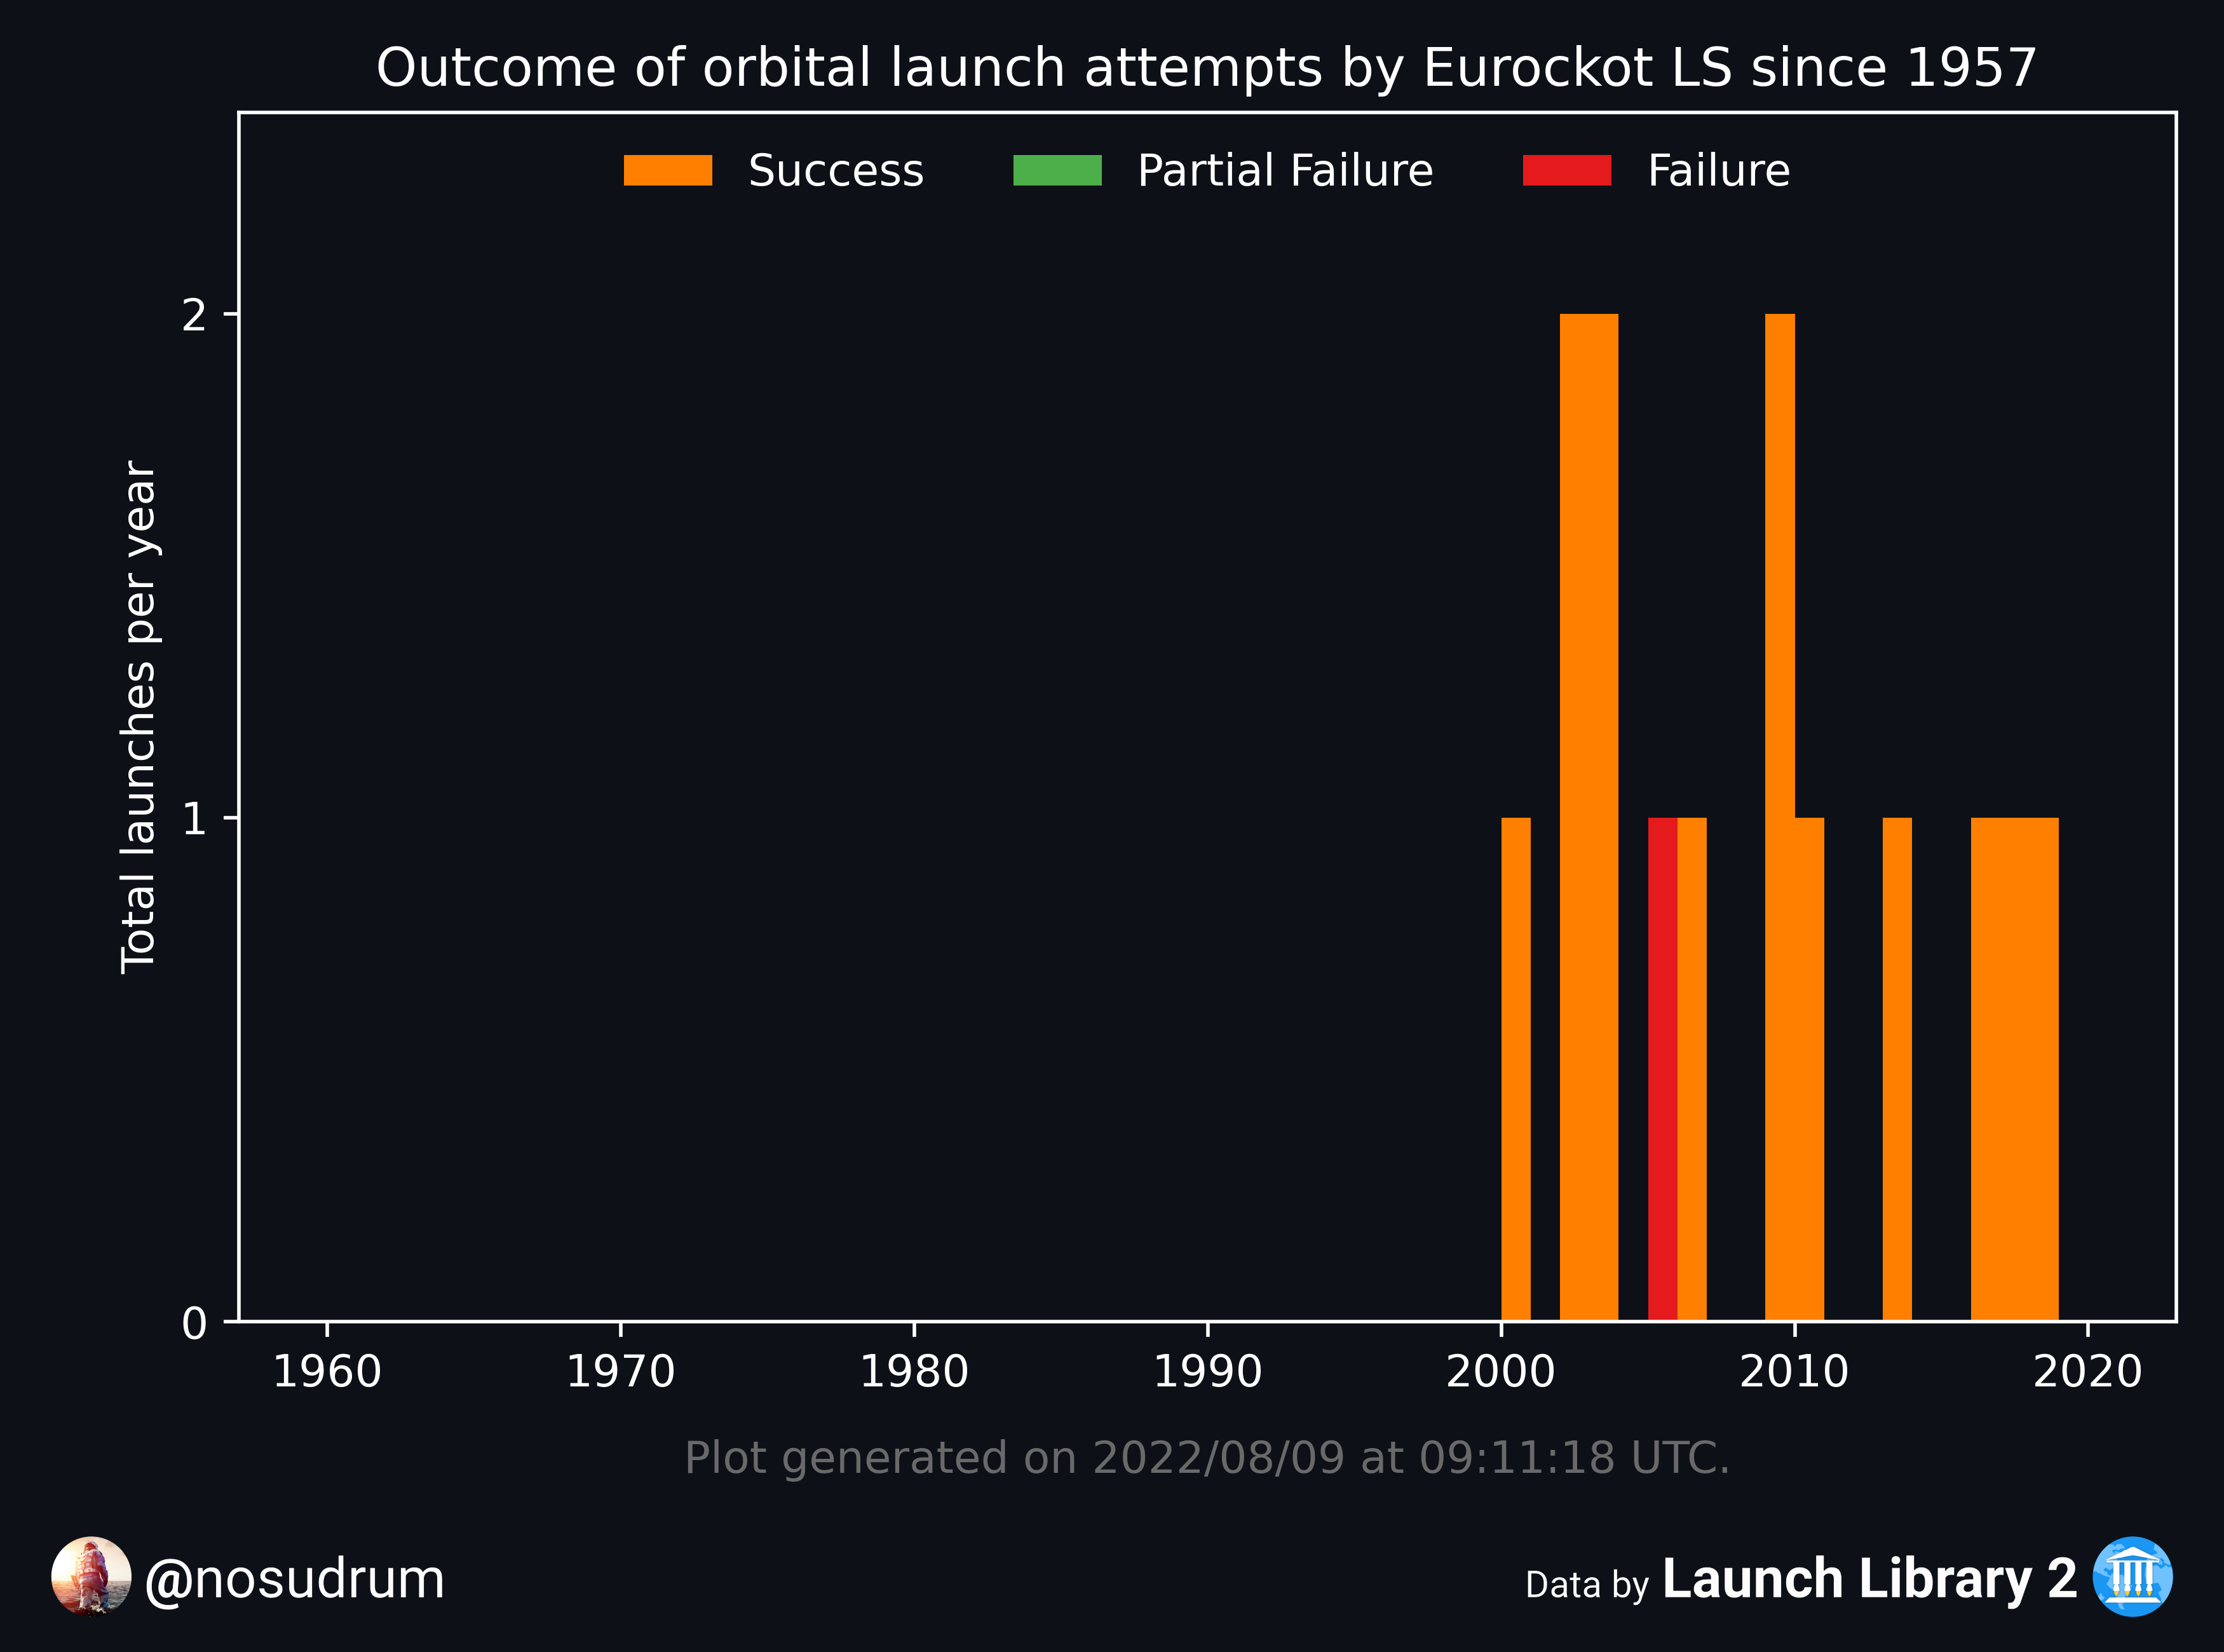 Outcome of orbital launch attempts by Eurockot LS since 1957
Success
Partial Failure
Failure
Total launches per year
2
1
0
1960
1970
1980
1990
2000
2010
2020
Plot generated on 2022/08/09 at 09:11:18 UTC.
@nosudrum
Data by Launch Library 2